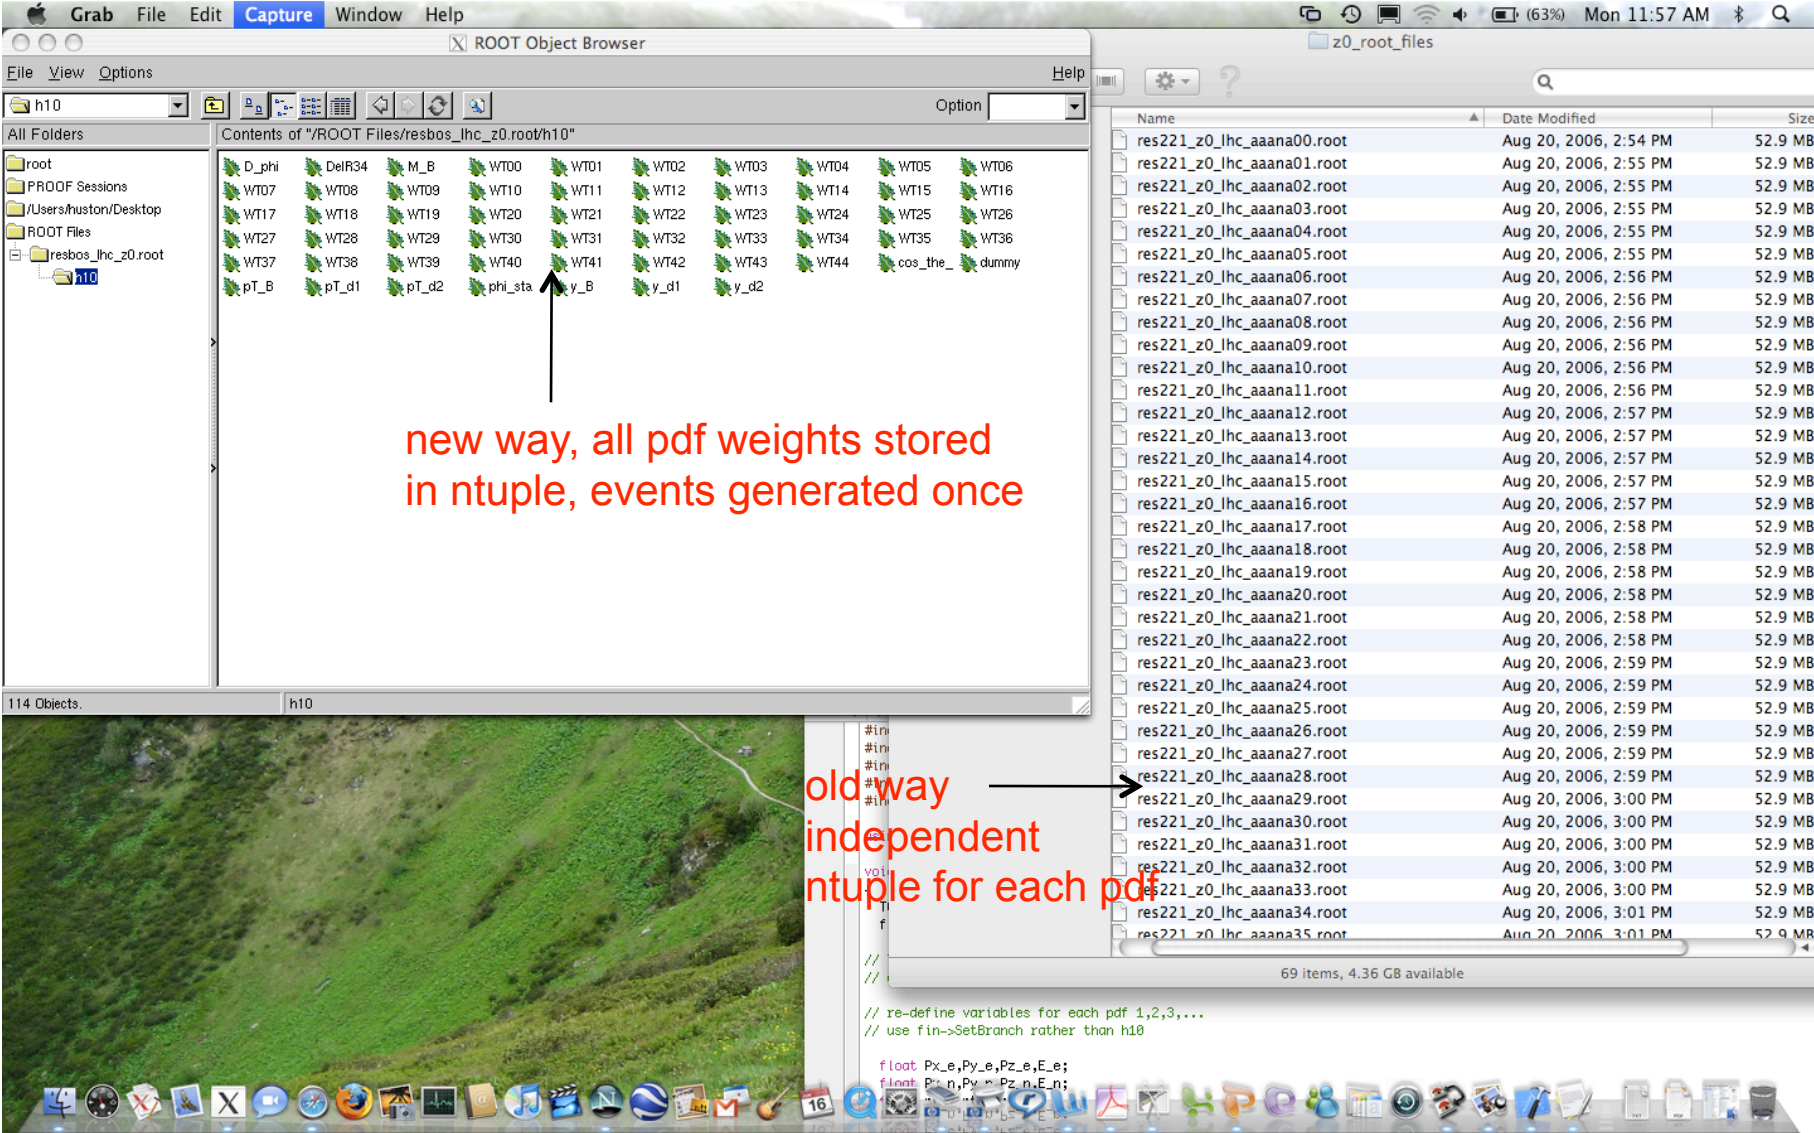 Grab File Edit Capture Window Help (63%) Mon 11:57 AM
X ROOT Object Browser
z0_root_files
File View Options Help
h10 Option
All Folders Contents of "/ROOT Files/resbos_lhc_z0.root/h10"
root
PROOF Sessions
/Users/huston/Desktop
ROOT Files
resbos_lhc_z0.root
h10
D_phi DelR34 M_B WT00 WT01 WT02 WT03 WT04 WT05 WT06
WT07 WT08 WT09 WT10 WT11 WT12 WT13 WT14 WT15 WT16
WT17 WT18 WT19 WT20 WT21 WT22 WT23 WT24 WT25 WT26
WT27 WT28 WT29 WT30 WT31 WT32 WT33 WT34 WT35 WT36
WT37 WT38 WT39 WT40 WT41 WT42 WT43 WT44 cos_the_ dummy
pT_B pT_d1 pT_d2 phi_sta y_B y_d1 y_d2
new way, all pdf weights stored
in ntuple, events generated once
114 Objects. h10
Name Date Modified Size
res221_z0_lhc_aaana00.root Aug 20, 2006, 2:54 PM 52.9 MB
res221_z0_lhc_aaana01.root Aug 20, 2006, 2:55 PM 52.9 MB
res221_z0_lhc_aaana02.root Aug 20, 2006, 2:55 PM 52.9 MB
res221_z0_lhc_aaana03.root Aug 20, 2006, 2:55 PM 52.9 MB
res221_z0_lhc_aaana04.root Aug 20, 2006, 2:55 PM 52.9 MB
res221_z0_lhc_aaana05.root Aug 20, 2006, 2:55 PM 52.9 MB
res221_z0_lhc_aaana06.root Aug 20, 2006, 2:56 PM 52.9 MB
res221_z0_lhc_aaana07.root Aug 20, 2006, 2:56 PM 52.9 MB
res221_z0_lhc_aaana08.root Aug 20, 2006, 2:56 PM 52.9 MB
res221_z0_lhc_aaana09.root Aug 20, 2006, 2:56 PM 52.9 MB
res221_z0_lhc_aaana10.root Aug 20, 2006, 2:56 PM 52.9 MB
res221_z0_lhc_aaana11.root Aug 20, 2006, 2:56 PM 52.9 MB
res221_z0_lhc_aaana12.root Aug 20, 2006, 2:57 PM 52.9 MB
res221_z0_lhc_aaana13.root Aug 20, 2006, 2:57 PM 52.9 MB
res221_z0_lhc_aaana14.root Aug 20, 2006, 2:57 PM 52.9 MB
res221_z0_lhc_aaana15.root Aug 20, 2006, 2:57 PM 52.9 MB
res221_z0_lhc_aaana16.root Aug 20, 2006, 2:57 PM 52.9 MB
res221_z0_lhc_aaana17.root Aug 20, 2006, 2:58 PM 52.9 MB
res221_z0_lhc_aaana18.root Aug 20, 2006, 2:58 PM 52.9 MB
res221_z0_lhc_aaana19.root Aug 20, 2006, 2:58 PM 52.9 MB
res221_z0_lhc_aaana20.root Aug 20, 2006, 2:58 PM 52.9 MB
res221_z0_lhc_aaana21.root Aug 20, 2006, 2:58 PM 52.9 MB
res221_z0_lhc_aaana22.root Aug 20, 2006, 2:58 PM 52.9 MB
res221_z0_lhc_aaana23.root Aug 20, 2006, 2:59 PM 52.9 MB
res221_z0_lhc_aaana24.root Aug 20, 2006, 2:59 PM 52.9 MB
res221_z0_lhc_aaana25.root Aug 20, 2006, 2:59 PM 52.9 MB
res221_z0_lhc_aaana26.root Aug 20, 2006, 2:59 PM 52.9 MB
res221_z0_lhc_aaana27.root Aug 20, 2006, 2:59 PM 52.9 MB
res221_z0_lhc_aaana28.root Aug 20, 2006, 2:59 PM 52.9 MB
res221_z0_lhc_aaana29.root Aug 20, 2006, 3:00 PM 52.9 MB
res221_z0_lhc_aaana30.root Aug 20, 2006, 3:00 PM 52.9 MB
res221_z0_lhc_aaana31.root Aug 20, 2006, 3:00 PM 52.9 MB
res221_z0_lhc_aaana32.root Aug 20, 2006, 3:00 PM 52.9 MB
res221_z0_lhc_aaana33.root Aug 20, 2006, 3:00 PM 52.9 MB
res221_z0_lhc_aaana34.root Aug 20, 2006, 3:01 PM 52.9 MB
res221_z0_lhc_aaana35.root Aug 20, 2006, 3:01 PM 52.9 MB
69 items, 4.36 GB available
old way
independent
ntuple for each pdf
#in
#in
#in
#in
#in
// re-define variables for each pdf 1,2,3,...
// use fin->SetBranch rather than h10
float Px_e,Py_e,Pz_e,E_e;
float Px_n,Py_n,Pz_n,E_n;
16